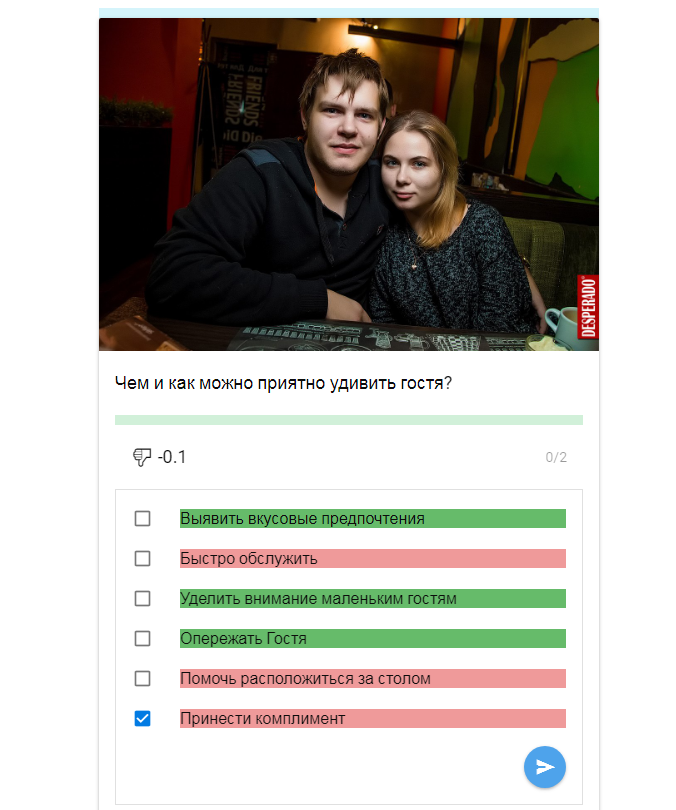 FRIENDS
DESPERADO
Чем и как можно приятно удивить гостя?
-0.1
0/2
Выявить вкусовые предпочтения
Быстро обслужить
Уделить внимание маленьким гостям
Опережать Гостя
Помочь расположиться за столом
Принести комплимент